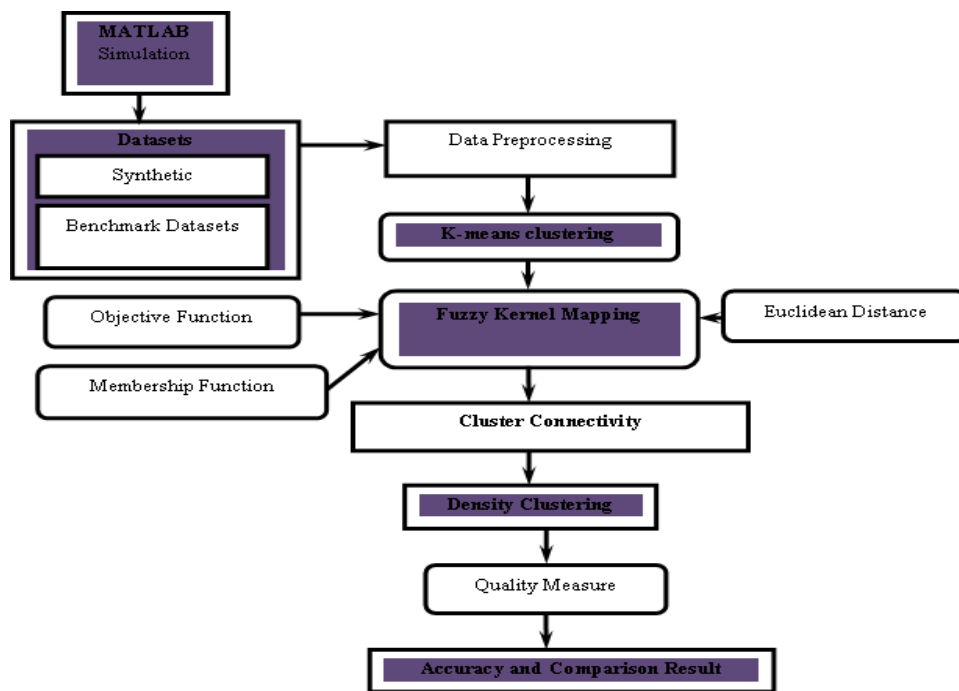 MATLAB
Simulation
Datasets
Synthetic
Benchmark Datasets
Data Preprocessing
K-means clustering
Objective Function
Fuzzy Kernel Mapping
Euclidean Distance
Membership Function
Cluster Connectivity
Density Clustering
Quality Measure
Accuracy and Comparison Result